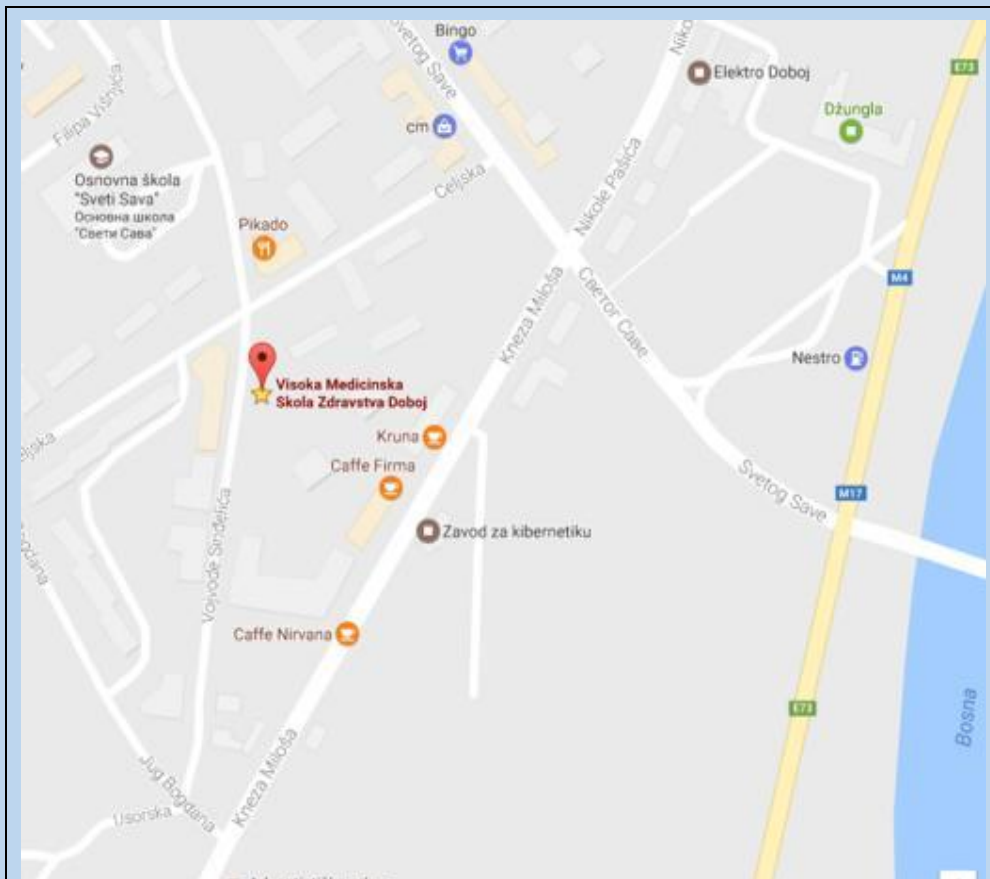 Bingo
Svetog Save
Niko
Elektro Doboj
E73
Džungla
Filipa Višnjića
cm
Osnovna škola
"Sveti Sava"
Основна школа
"Свети Сава"
Celjska
Nikole Pašića
Pikado
Светог Саве
M4
Kneza Miloša
Nestro
Visoka Medicinska
Skola Zdravstva Doboj
Kruna
eljska
Caffe Firma
Svetog Save
M17
Zavod za kibernetiku
Vojvode Sinđelića
Caffe Nirvana
E73
Bosna
Kneza Miloša
Jug Bogdana
Usorska